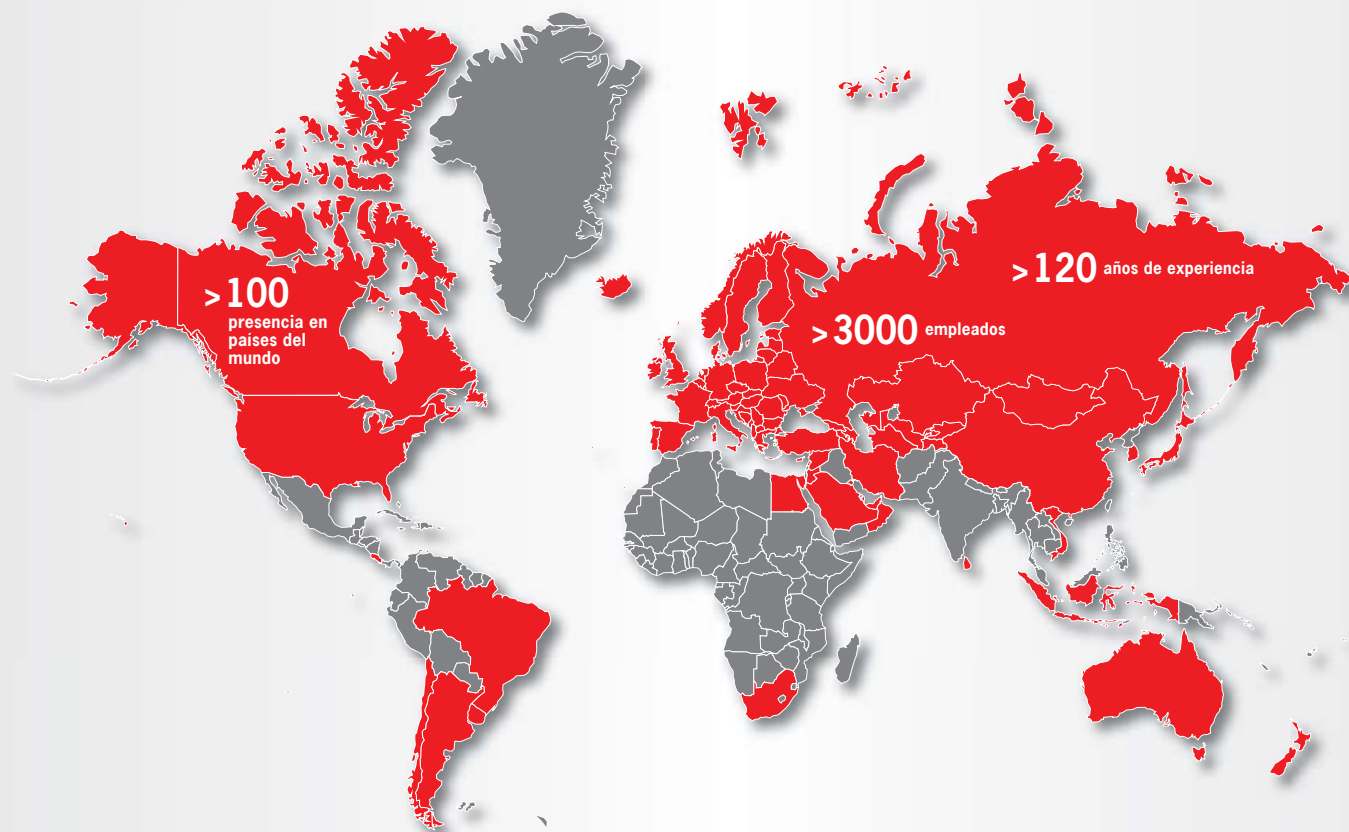 > 100
presencia en
países del
mundo
> 120 años de experiencia
> 3000 empleados